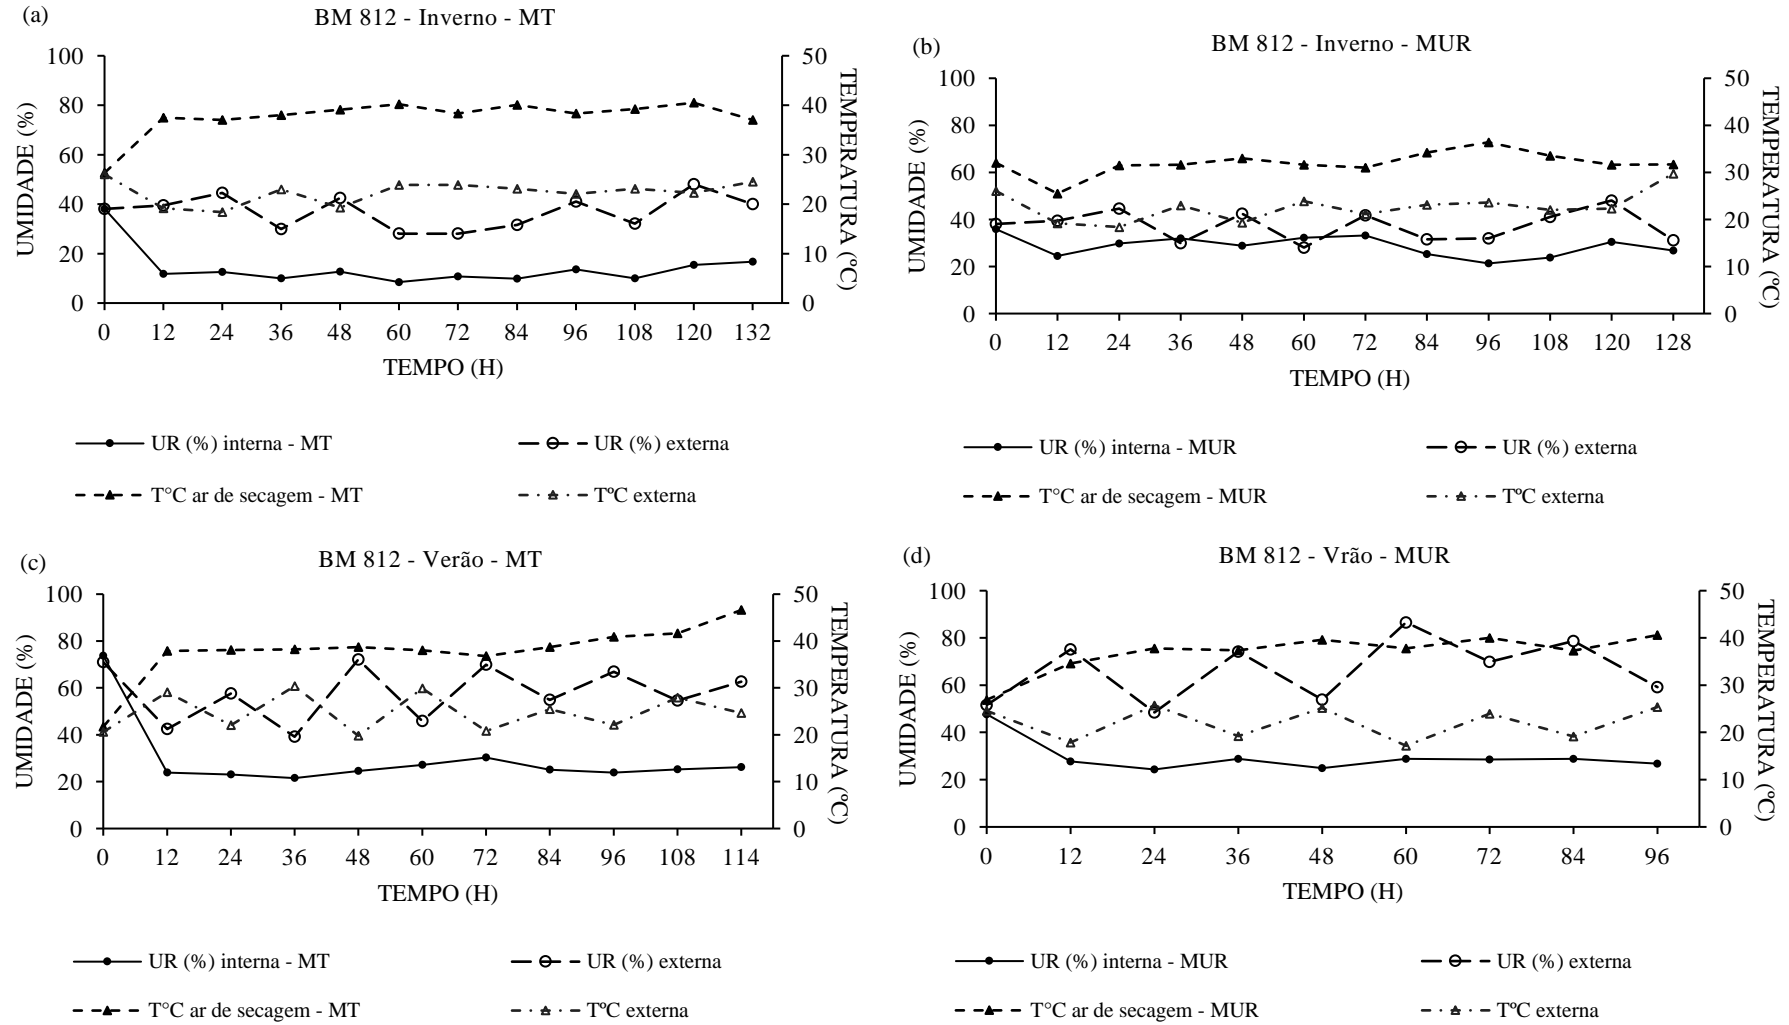 (a)
BM 812 - Inverno - MT
UMIDADE (%)
100
80
60
40
20
0
50
40
30
20
10
0
TEMPERATURA (ºC)
0 12 24 36 48 60 72 84 96 108 120 132
TEMPO (H)
UR (%) interna - MT
UR (%) externa
T°C ar de secagem - MT
TºC externa
(b)
BM 812 - Inverno - MUR
UMIDADE (%)
100
80
60
40
20
0
50
40
30
20
10
0
TEMPERATURA (ºC)
0 12 24 36 48 60 72 84 96 108 120 128
TEMPO (H)
UR (%) interna - MUR
UR (%) externa
T°C ar de secagem - MUR
TºC externa
(c)
BM 812 - Verão - MT
UMIDADE (%)
100
80
60
40
20
0
50
40
30
20
10
0
TEMPERATURA (ºC)
0 12 24 36 48 60 72 84 96 108 114
TEMPO (H)
UR (%) interna - MT
UR (%) externa
T°C ar de secagem - MT
TºC externa
(d)
BM 812 - Vrão - MUR
UMIDADE (%)
100
80
60
40
20
0
50
40
30
20
10
0
TEMPERATURA (ºC)
0 12 24 36 48 60 72 84 96
TEMPO (H)
UR (%) interna - MUR
UR (%) externa
T°C ar de secagem - MUR
TºC externa